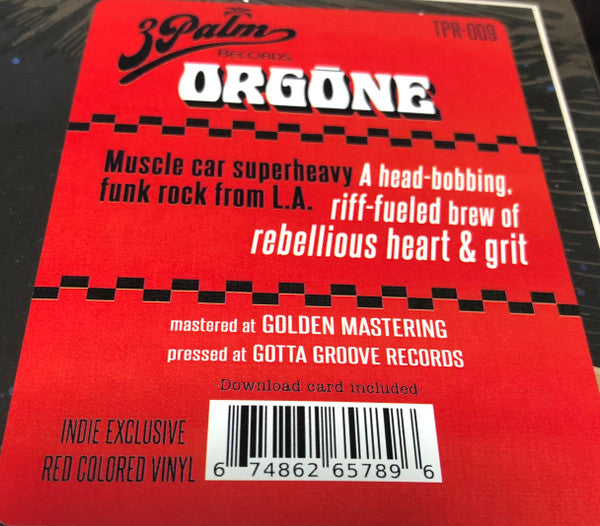 3 Palm
RECORDS
TPR-009
ORGŌNE
Muscle car superheavy
funk rock from L.A.
A head-bobbing,
riff-fueled brew of
rebellious heart & grit
mastered at GOLDEN MASTERING
pressed at GOTTA GROOVE RECORDS
Download card included
INDIE EXCLUSIVE
RED COLORED VINYL
6 74862 65789 6